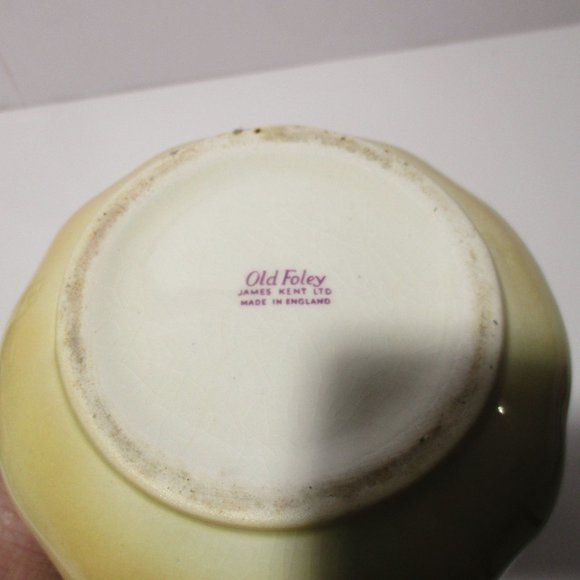 Old Foley
JAMES KENT LTD
MADE IN ENGLAND